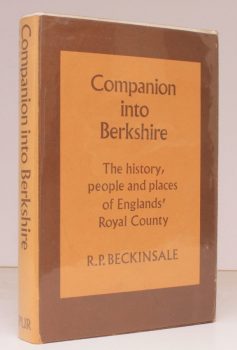 Companion into
Berkshire
The history,
people and places
of Englands'
Royal County
R.P. BECKINSALE
Companion into Berkshire